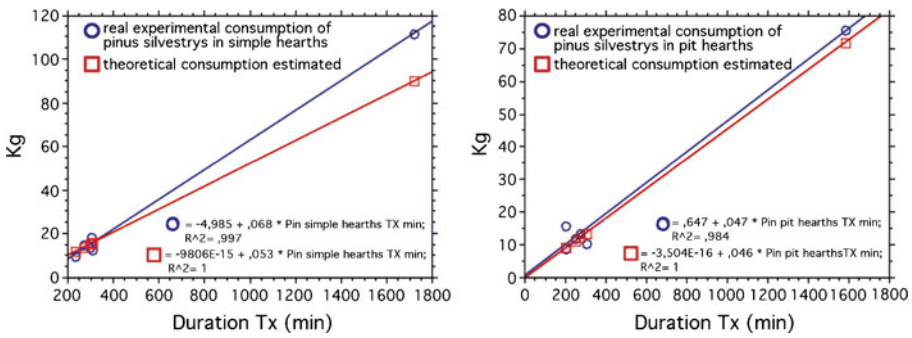 120
100
80
60
40
20
0
Kg
real experimental consumption of
pinus silvestrys in simple hearths
theoretical consumption estimated
= -4,985 + ,068 * Pin simple hearths TX min;
R^2= ,997
= -9806E-15 + ,053 * Pin simple hearths TX min;
R^2= 1
200 400 600 800 1000 1200 1400 1600 1800
Duration Tx (min)
80
70
60
50
40
30
20
10
0
Kg
real experimental consumption of
pinus silvestrys in pit hearths
theoretical consumption estimated
= ,647 + ,047 * Pin pit hearths TX min;
R^2= ,984
= -3,504E-16 + ,046 * Pin pit hearthsTX min;
R^2= 1
0 200 400 600 800 1000 1200 1400 1600 1800
Duration Tx (min)